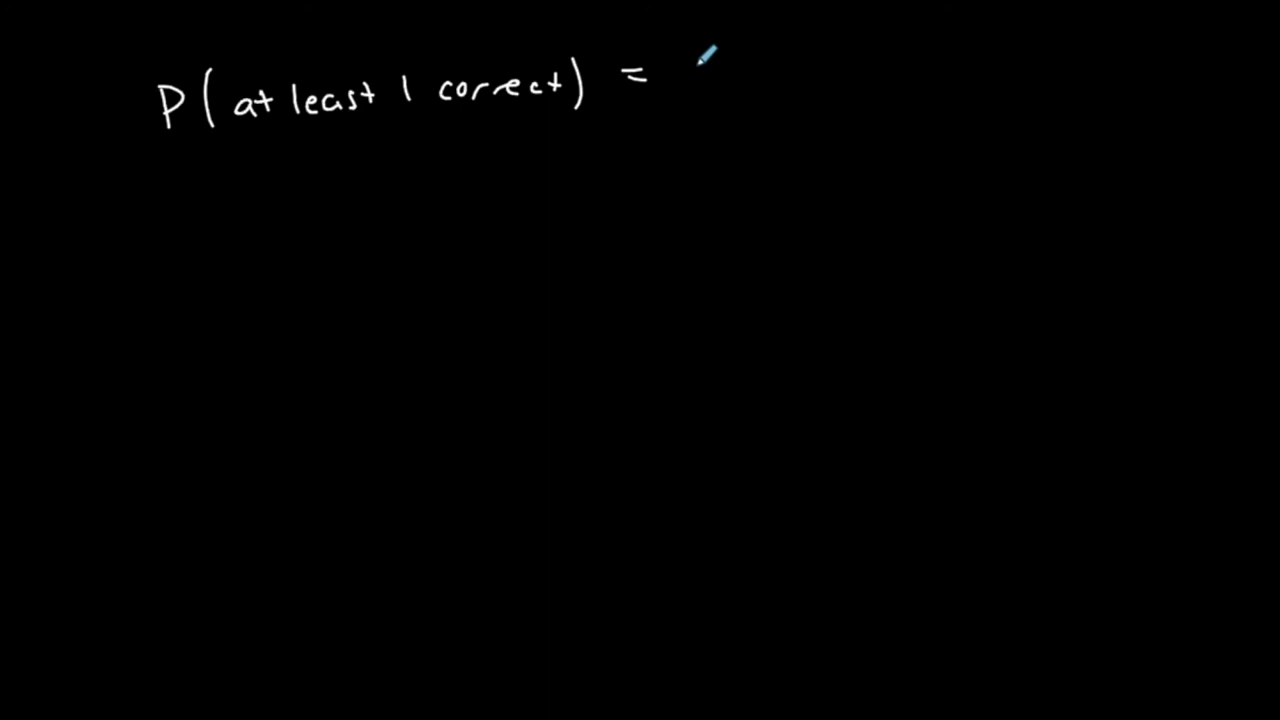 P(at least 1 correct) =